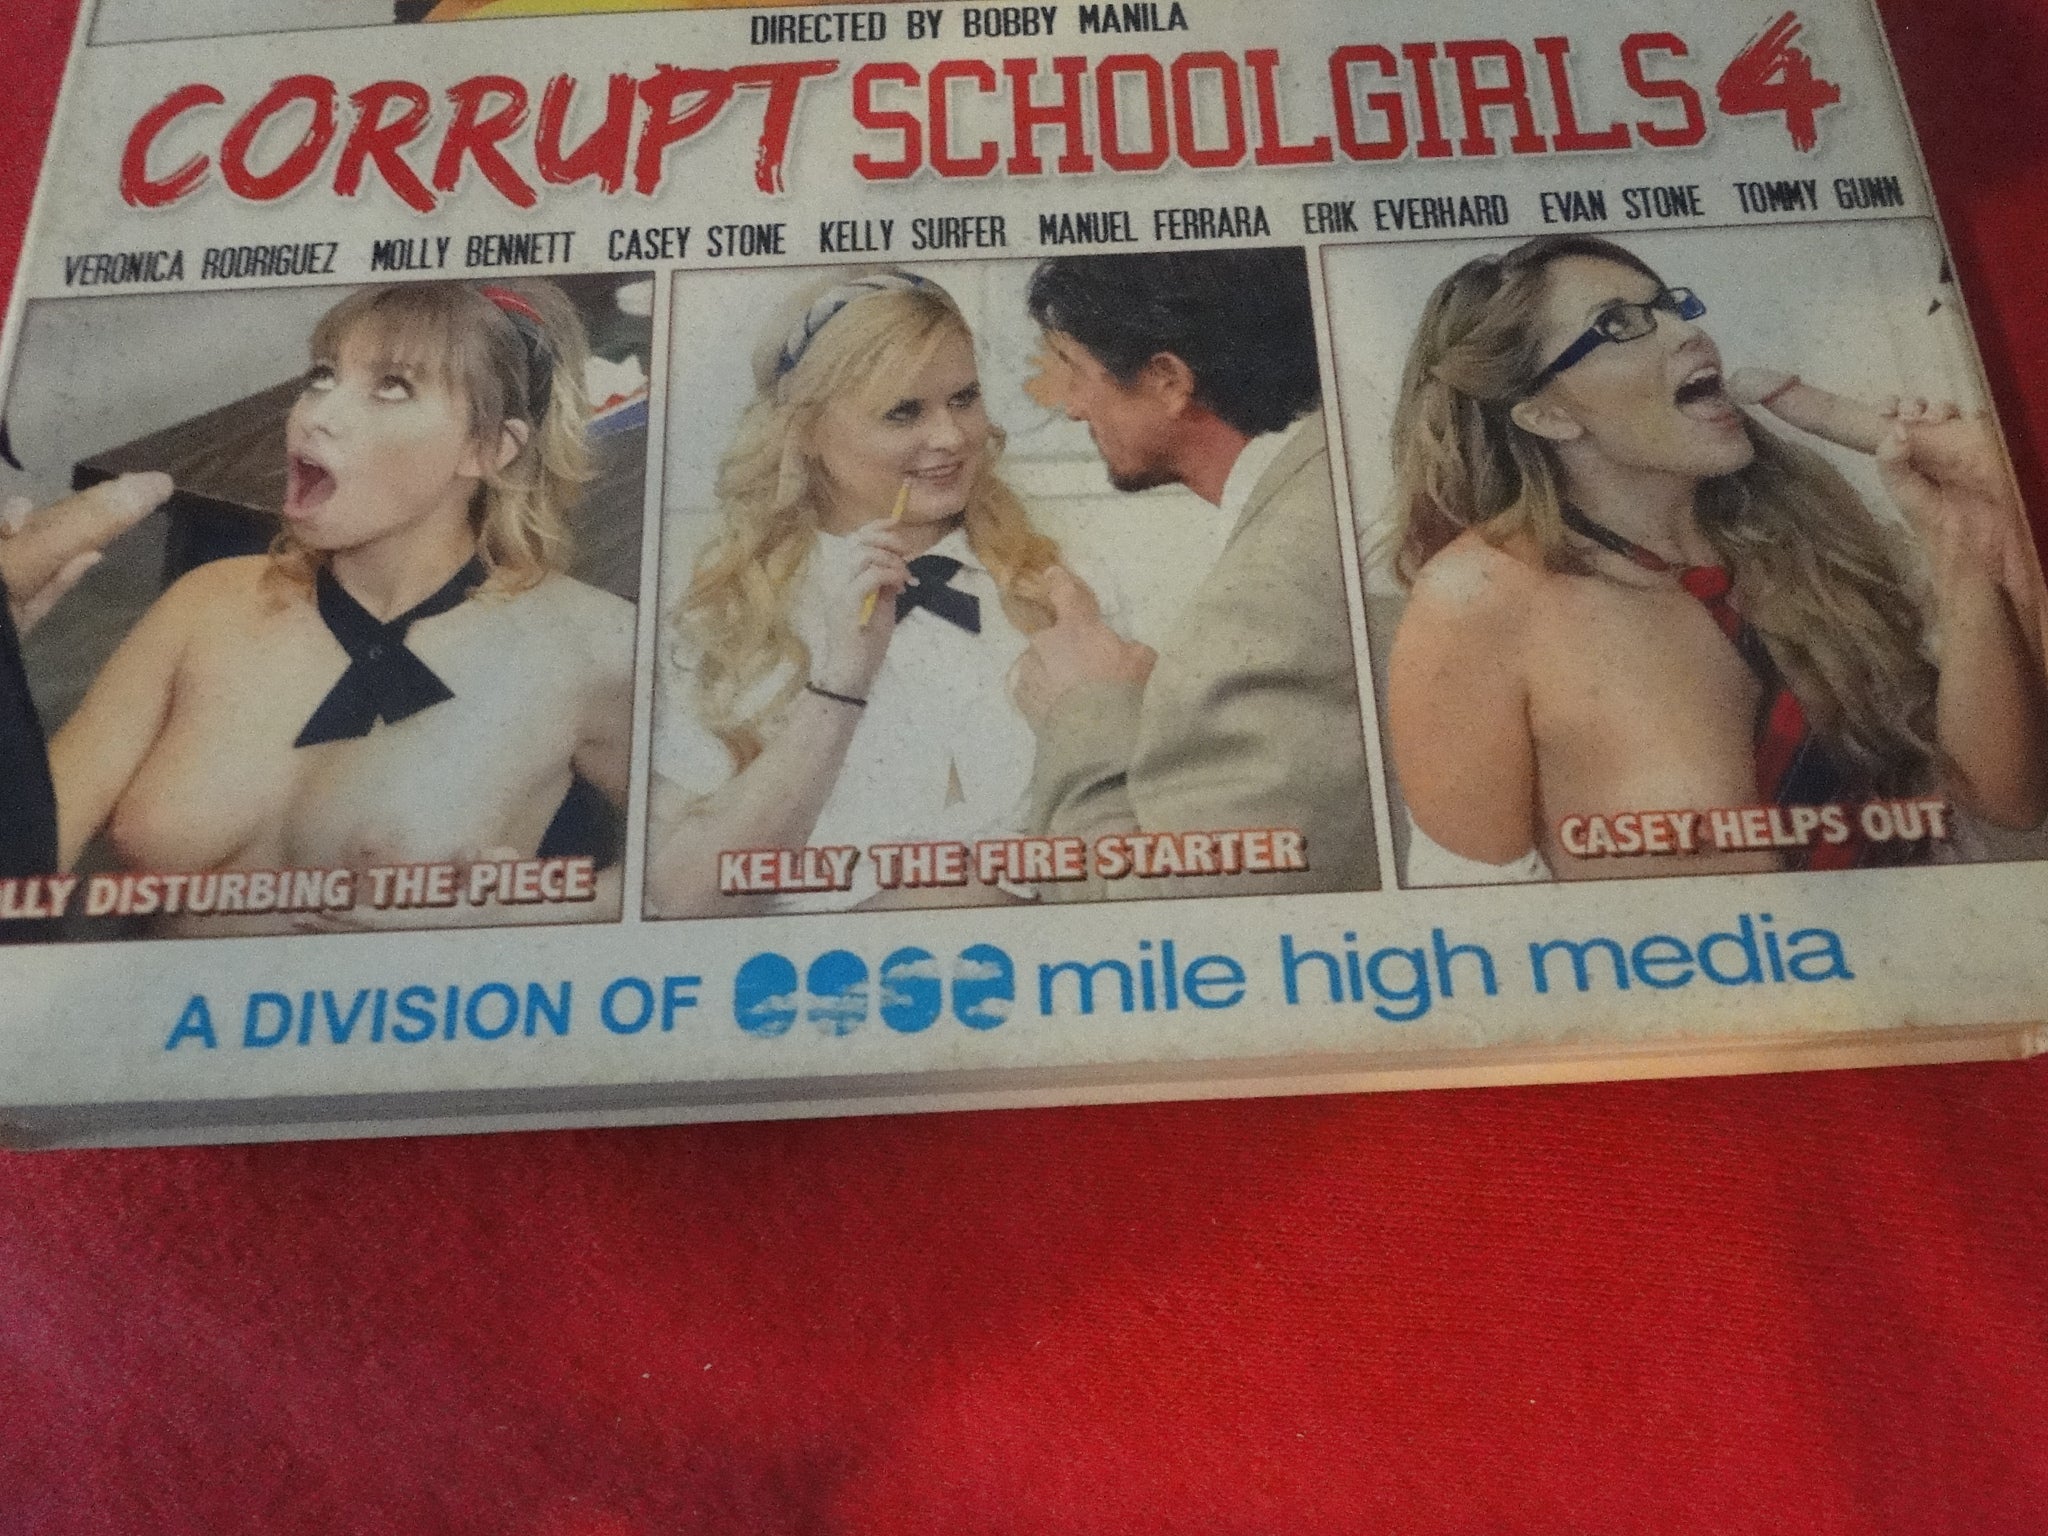 DIRECTED BY BOBBY MANILA
CORRUPT SCHOOLGIRLS 4
VERONICA RODRIGUEZ MOLLY BENNETT CASEY STONE KELLY SURFER MANUEL FERRARA ERIK EVERHARD EVAN STONE TOMMY GUNN
LLY DISTURBING THE PIECE
KELLY THE FIRE STARTER
CASEY HELPS OUT
A DIVISION OF mile high media